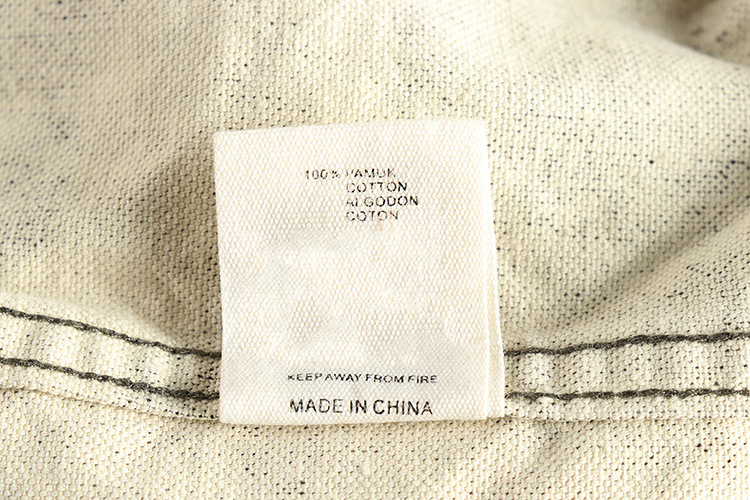 100% PAMUK
COTTON
ALGODON
COTON
KEEP AWAY FROM FIRE
MADE IN CHINA